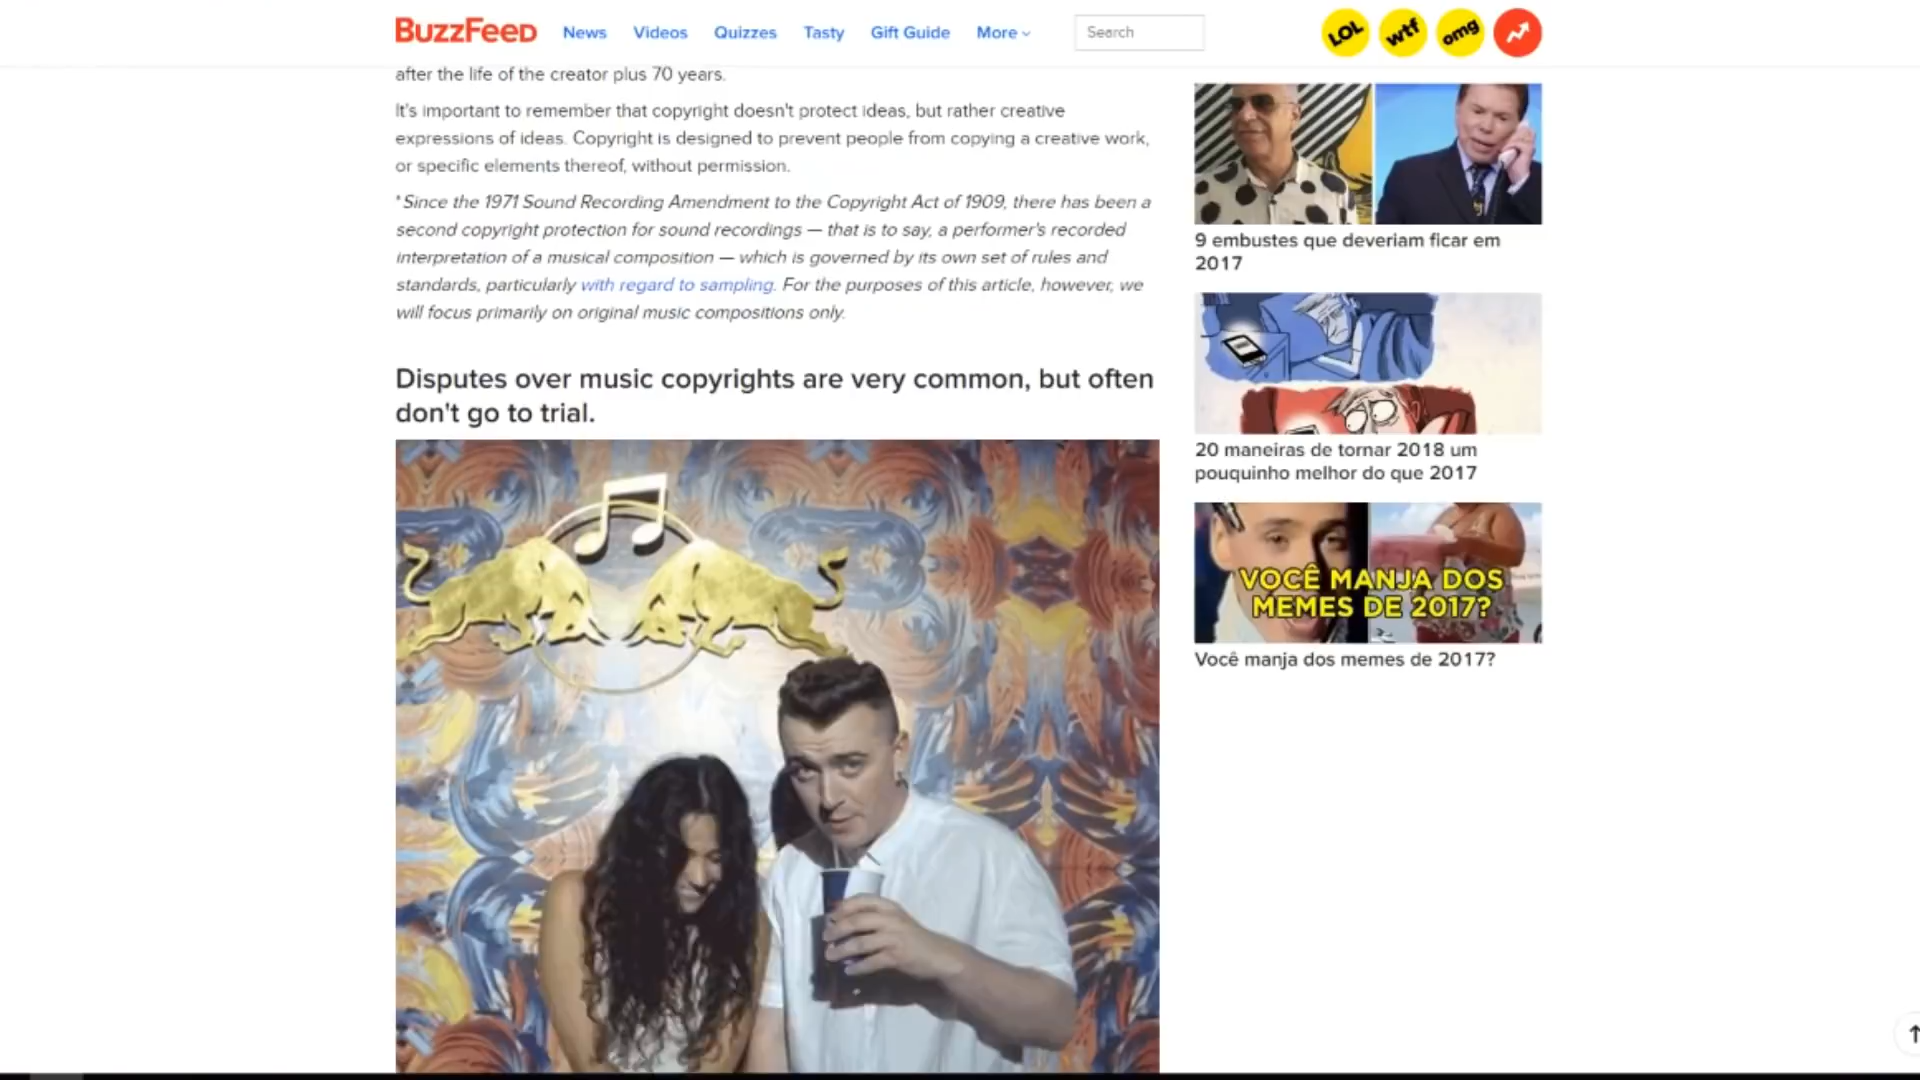 BuzzFeed News Videos Quizzes Tasty Gift Guide More Search LOL wtf omg
after the life of the creator plus 70 years.
It's important to remember that copyright doesn't protect ideas, but rather creative
expressions of ideas. Copyright is designed to prevent people from copying a creative work,
or specific elements thereof, without permission.
*Since the 1971 Sound Recording Amendment to the Copyright Act of 1909, there has been a
second copyright protection for sound recordings — that is to say, a performer's recorded
interpretation of a musical composition — which is governed by its own set of rules and
standards, particularly with regard to sampling. For the purposes of this article, however, we
will focus primarily on original music compositions only.
Disputes over music copyrights are very common, but often
don't go to trial.
9 embustes que deveriam ficar em
2017
20 maneiras de tornar 2018 um
pouquinho melhor do que 2017
VOCÊ MANJA DOS
MEMES DE 2017?
Você manja dos memes de 2017?